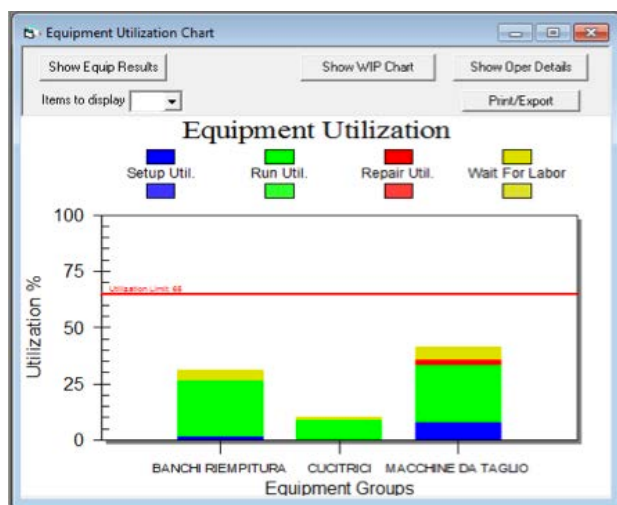 Equipment Utilization Chart
Show Equip Results
Show WIP Chart
Show Oper Details
Items to display
Print/Export
Equipment Utilization
Setup Util.
Run Util.
Repair Util.
Wait For Labor
100
75
50
25
0
Utilization %
Utilization Limit: 65
BANCHI RIEMPITURA
CUCITRICI
MACCHINE DA TAGLIO
Equipment Groups